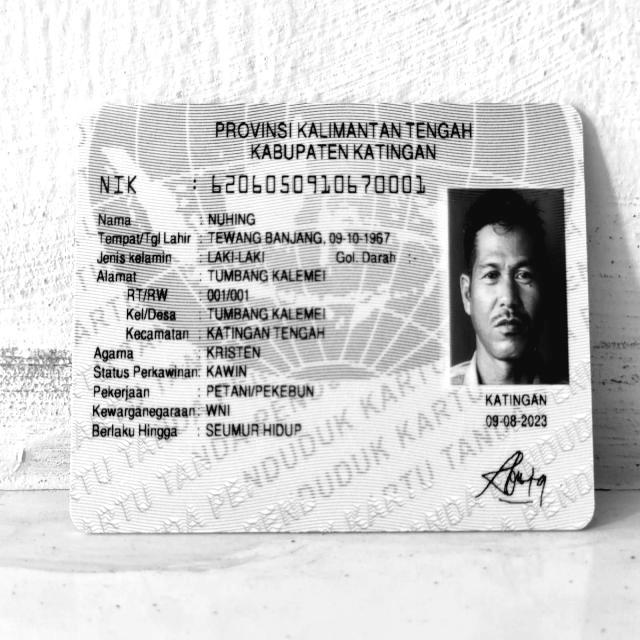 PROVINSI KALIMANTAN TENGAH
KABUPATEN KATINGAN
NIK : 6206050910670001
Nama : NUHING
Tempat/Tgl Lahir : TEWANG BANJANG, 09-10-1967
Jenis kelamin : LAKI-LAKI Gol. Darah :-
Alamat : TUMBANG KALEMEI
RT/RW : 001/001
Kel/Desa : TUMBANG KALEMEI
Kecamatan : KATINGAN TENGAH
Agama : KRISTEN
Status Perkawinan: KAWIN
Pekerjaan : PETANI/PEKEBUN
Kewarganegaraan: WNI
Berlaku Hingga : SEUMUR HIDUP
KATINGAN
09-08-2023
KARTU TANDA PENDUDUK KARTU TANDA PENDUDUK